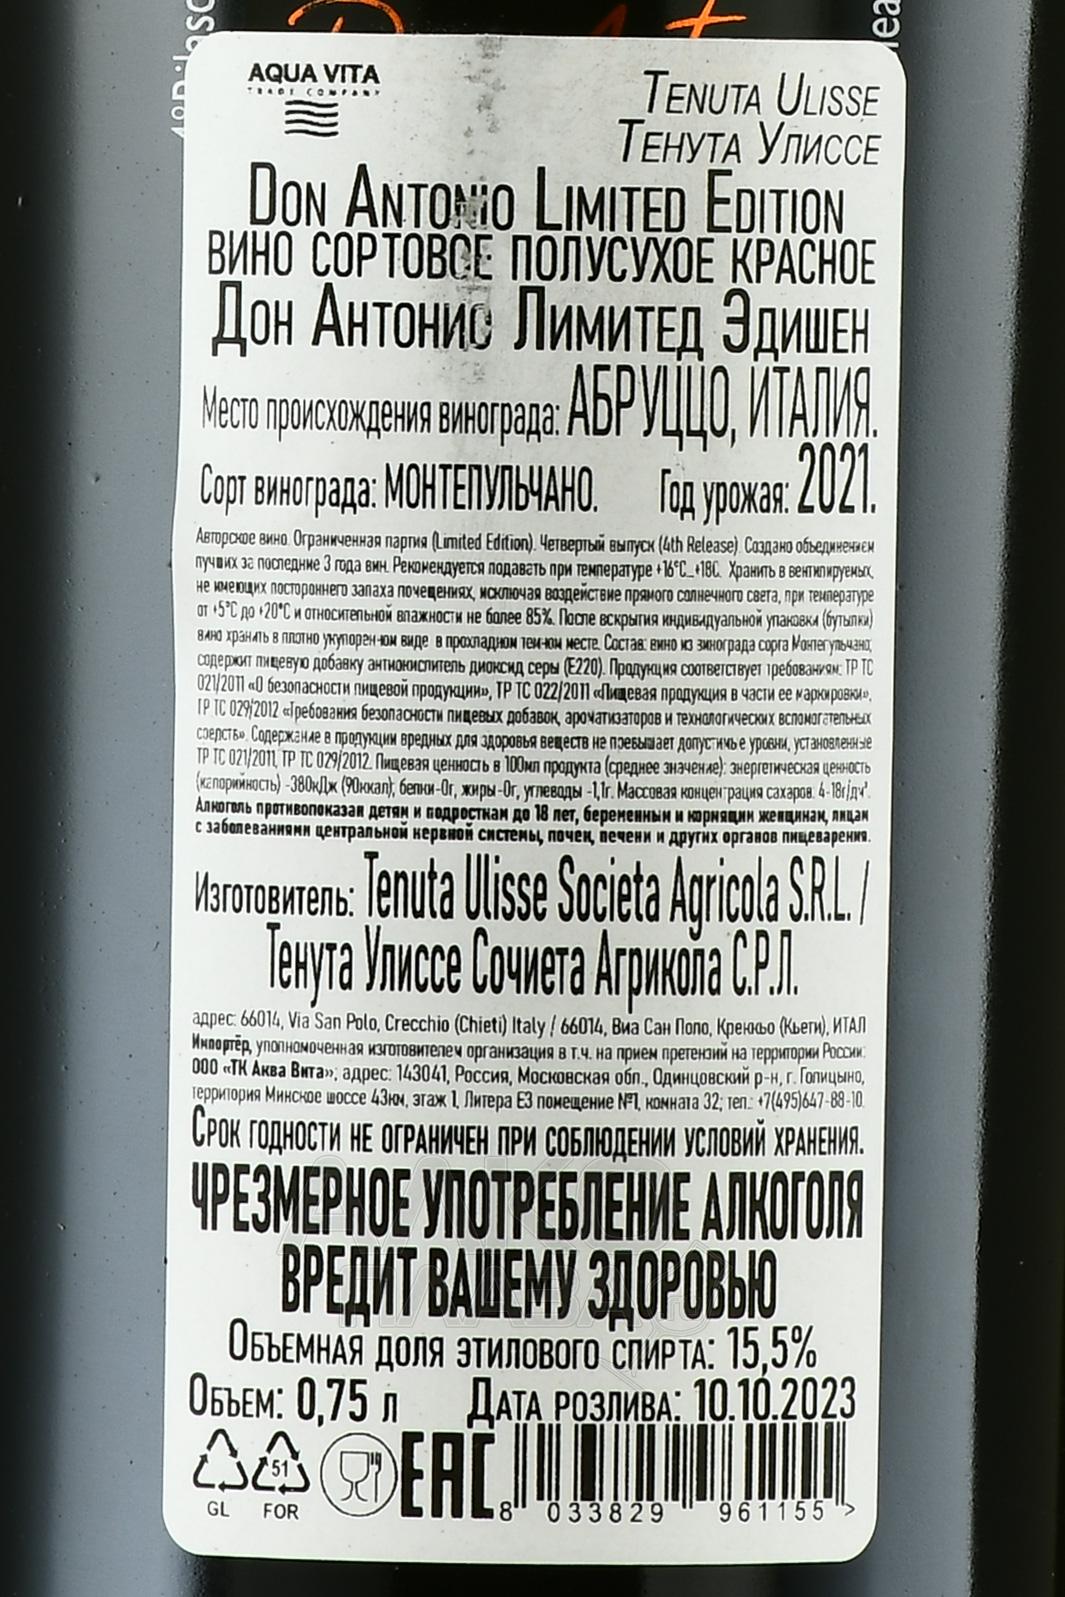 AQUA VITA
TRADE COMPANY
TENUTA ULISSE
ТЕНУТА УЛИССЕ
DON ANTONIO LIMITED EDITION
ВИНО СОРТОВОЕ ПОЛУСУХОЕ КРАСНОЕ
ДОН АНТОНИО ЛИМИТЕД ЭДИШЕН
Место происхождения винограда: АБРУЦЦО, ИТАЛИЯ.
Сорт винограда: МОНТЕПУЛЬЧАНО. Год урожая: 2021.
Авторское вино. Ограниченная партия (Limited Edition). Четвертый выпуск (4th Release). Создано объединением
лучших за последние 3 года вин. Рекомендуется подавать при температуре +16°C...+18C. Хранить в вентилируемых,
не имеющих постороннего запаха помещениях, исключая воздействие прямого солнечного света, при температуре
от +5°C до +20°C и относительной влажности не более 85%. После вскрытия индивидуальной упаковки (бутылки)
вино хранить в плотно укупоренном виде в прохладном темном месте. Состав: вино из винограда сорта Монтепульчано,
содержит пищевую добавку антиокислитель диоксид серы (E220). Продукция соответствует требованиям: ТР ТС
021/2011 «О безопасности пищевой продукции», ТР ТС 022/2011 «Пищевая продукция в части ее маркировки»,
ТР ТС 029/2012 «Требования безопасности пищевых добавок, ароматизаторов и технологических вспомогательных
средств». Содержание в продукции вредных для здоровья веществ не превышает допустимые уровни, установленные
ТР ТС 021/2011, ТР ТС 029/2012. Пищевая ценность в 100мл продукта (среднее значение): энергетическая ценность
(калорийность) -380кДж (90ккал); белки-0г, жиры-0г, углеводы -1,1г. Массовая концентрация сахаров: 4-18г/дм³.
Алкоголь противопоказан детям и подросткам до 18 лет, беременным и кормящим женщинам, лицам
с заболеваниями центральной нервной системы, почек, печени и других органов пищеварения.
Изготовитель: Tenuta Ulisse Societa Agricola S.R.L. /
Тенута Улиссе Сочиета Агрикола С.Р.Л.
адрес: 66014, Via San Polo, Crecchio (Chieti) Italy / 66014, Виа Сан Поло, Креккьо (Кьети), ИТАЛ
Импортёр, уполномоченная изготовителем организация в т.ч. на прием претензий на территории России:
ООО «ТК Аква Вита»; адрес: 143041, Россия, Московская обл., Одинцовский р-н, г. Голицыно,
территория Минское шоссе 43км, этаж 1, Литера Е3 помещение №1, комната 32; тел.: +7(495)647-88-10.
СРОК ГОДНОСТИ НЕ ОГРАНИЧЕН ПРИ СОБЛЮДЕНИИ УСЛОВИЙ ХРАНЕНИЯ.
ЧРЕЗМЕРНОЕ УПОТРЕБЛЕНИЕ АЛКОГОЛЯ
ВРЕДИТ ВАШЕМУ ЗДОРОВЬЮ
ОБЪЕМНАЯ ДОЛЯ ЭТИЛОВОГО СПИРТА: 15,5%
ОБЪЕМ: 0,75 Л ДАТА РОЗЛИВА: 10.10.2023
51
EAC
GL FOR
8 033829 961155 >